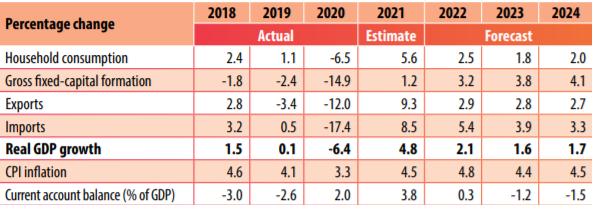 Percentage change 2018 2019 2020 2021 2022 2023 2024
Actual Estimate Forecast
Household consumption 2.4 1.1 -6.5 5.6 2.5 1.8 2.0
Gross fixed-capital formation -1.8 -2.4 -14.9 1.2 3.2 3.8 4.1
Exports 2.8 -3.4 -12.0 9.3 2.9 2.8 2.7
Imports 3.2 0.5 -17.4 8.5 5.4 3.9 3.3
Real GDP growth 1.5 0.1 -6.4 4.8 2.1 1.6 1.7
CPI inflation 4.6 4.1 3.3 4.5 4.8 4.4 4.5
Current account balance (% of GDP) -3.0 -2.6 2.0 3.8 0.3 -1.2 -1.5